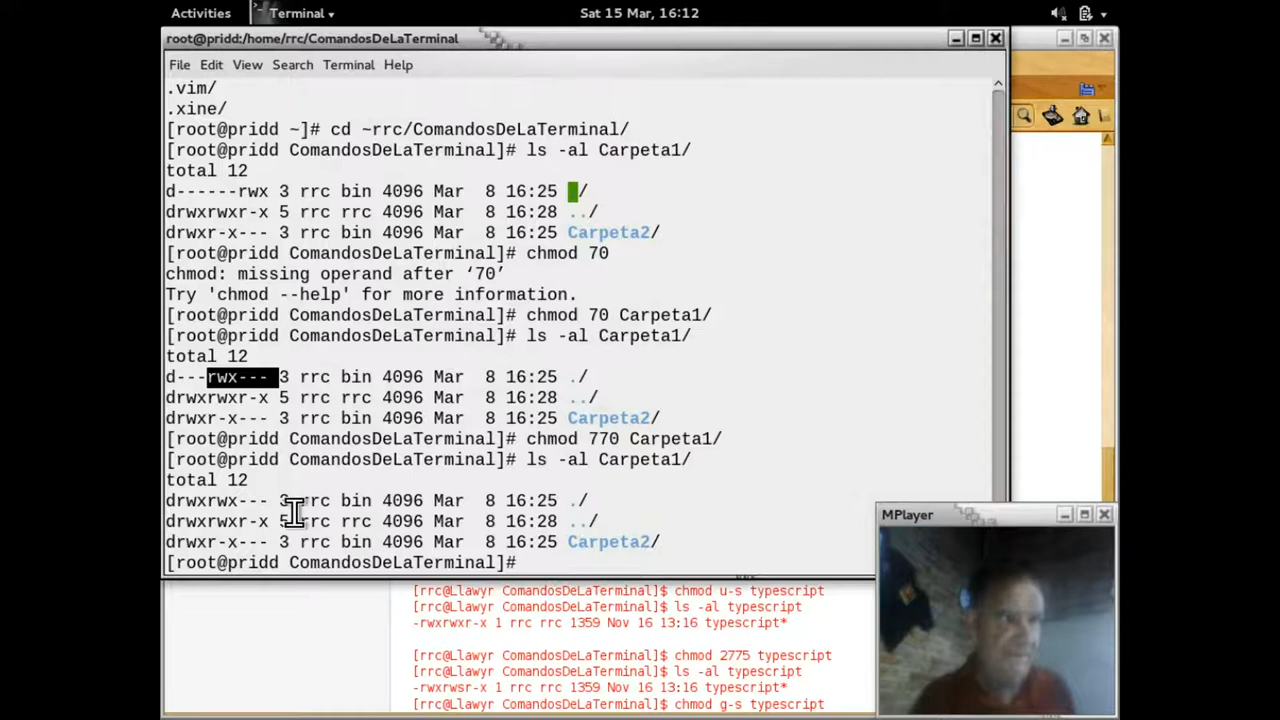 Activities Terminal Sat 15 Mar, 16:12
root@pridd:/home/rrc/ComandosDeLaTerminal
File Edit View Search Terminal Help
.vim/
.xine/
[root@pridd ~]# cd ~rrc/ComandosDeLaTerminal/
[root@pridd ComandosDeLaTerminal]# ls -al Carpeta1/
total 12
d------rwx 3 rrc bin 4096 Mar  8 16:25 ./
drwxrwxr-x 5 rrc rrc 4096 Mar  8 16:28 ../
drwxr-x--- 3 rrc bin 4096 Mar  8 16:25 Carpeta2/
[root@pridd ComandosDeLaTerminal]# chmod 70
chmod: missing operand after ‘70’
Try 'chmod --help' for more information.
[root@pridd ComandosDeLaTerminal]# chmod 70 Carpeta1/
[root@pridd ComandosDeLaTerminal]# ls -al Carpeta1/
total 12
d---rwx--- 3 rrc bin 4096 Mar  8 16:25 ./
drwxrwxr-x 5 rrc rrc 4096 Mar  8 16:28 ../
drwxr-x--- 3 rrc bin 4096 Mar  8 16:25 Carpeta2/
[root@pridd ComandosDeLaTerminal]# chmod 770 Carpeta1/
[root@pridd ComandosDeLaTerminal]# ls -al Carpeta1/
total 12
drwxrwx--- 3 rrc bin 4096 Mar  8 16:25 ./
drwxrwxr-x 5 rrc rrc 4096 Mar  8 16:28 ../
drwxr-x--- 3 rrc bin 4096 Mar  8 16:25 Carpeta2/
[root@pridd ComandosDeLaTerminal]#
MPlayer
[rrc@Llawyr ComandosDeLaTerminal]$ chmod u-s typescript
[rrc@Llawyr ComandosDeLaTerminal]$ ls -al typescript
-rwxrwxr-x 1 rrc rrc 1359 Nov 16 13:16 typescript*
[rrc@Llawyr ComandosDeLaTerminal]$ chmod 2775 typescript
[rrc@Llawyr ComandosDeLaTerminal]$ ls -al typescript
-rwxrwsr-x 1 rrc rrc 1359 Nov 16 13:16 typescript*
[rrc@Llawyr ComandosDeLaTerminal]$ chmod g-s typescript